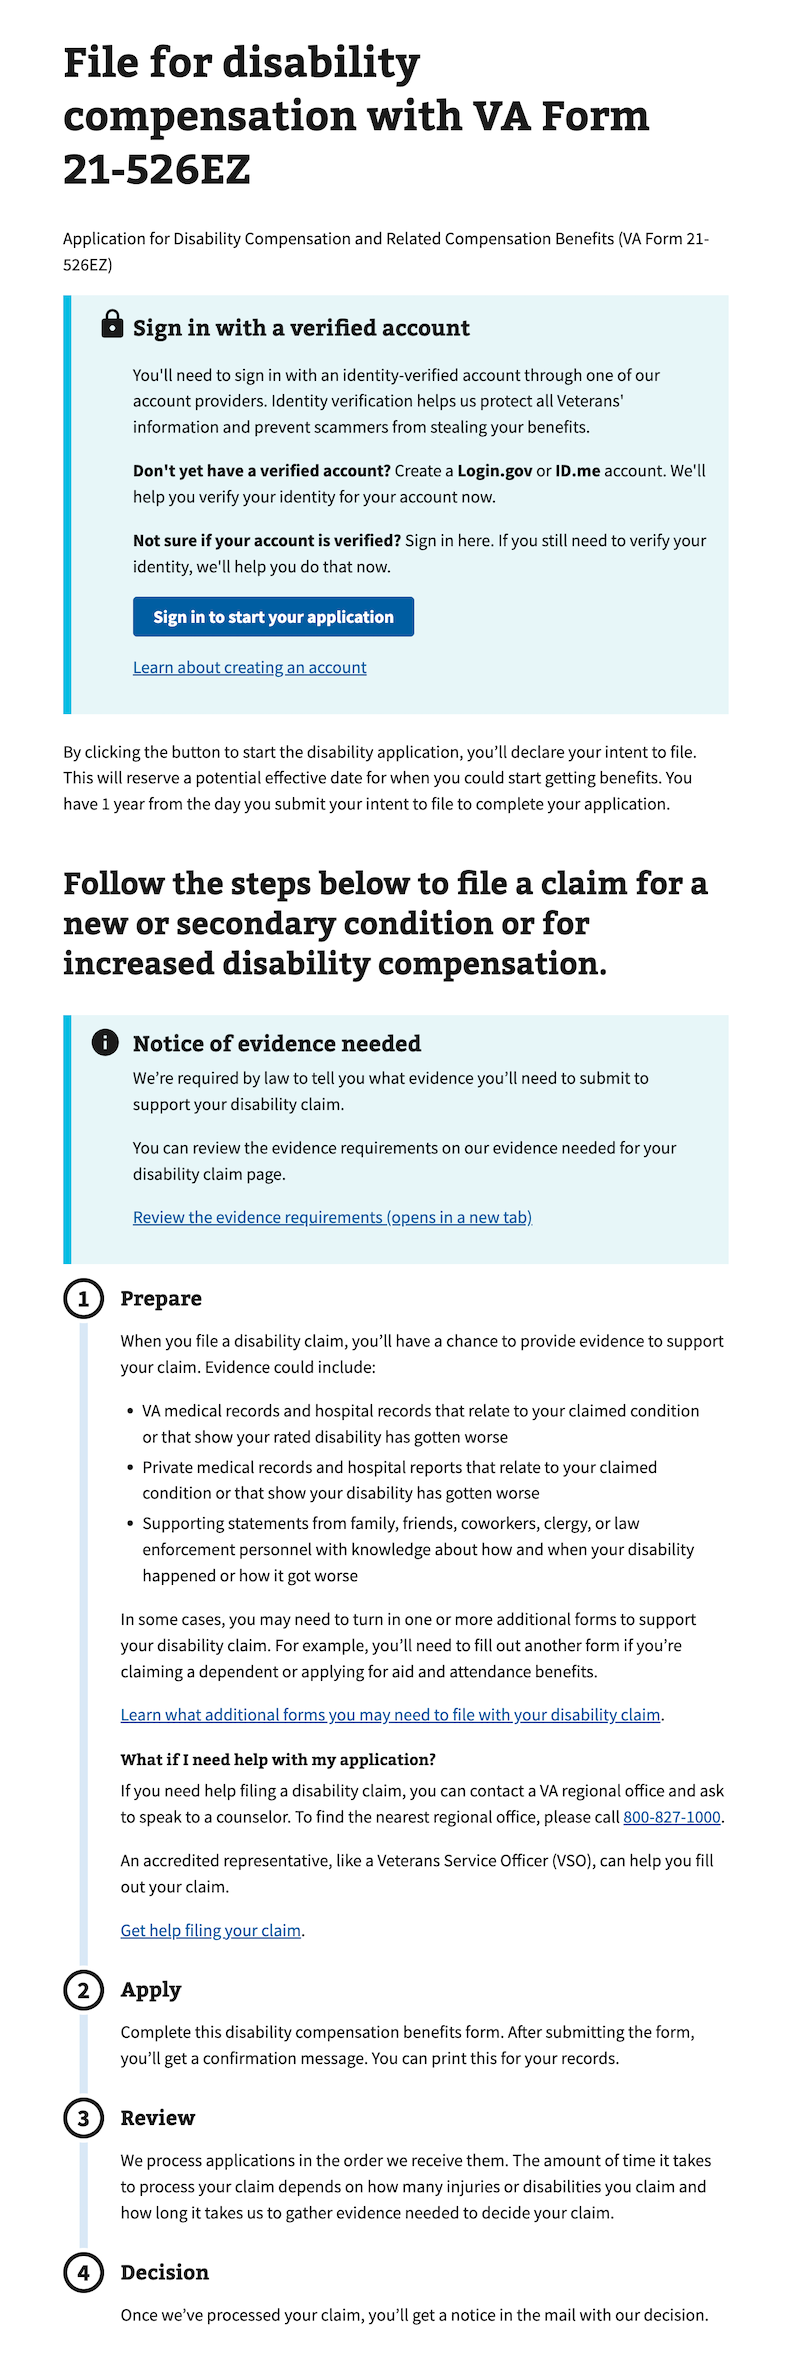 File for disability
compensation with VA Form
21-526EZ
Application for Disability Compensation and Related Compensation Benefits (VA Form 21-
526EZ)
Sign in with a verified account
You'll need to sign in with an identity-verified account through one of our
account providers. Identity verification helps us protect all Veterans'
information and prevent scammers from stealing your benefits.
Don't yet have a verified account? Create a Login.gov or ID.me account. We'll
help you verify your identity for your account now.
Not sure if your account is verified? Sign in here. If you still need to verify your
identity, we'll help you do that now.
Sign in to start your application
Learn about creating an account
By clicking the button to start the disability application, you’ll declare your intent to file.
This will reserve a potential effective date for when you could start getting benefits. You
have 1 year from the day you submit your intent to file to complete your application.
Follow the steps below to file a claim for a
new or secondary condition or for
increased disability compensation.
Notice of evidence needed
We’re required by law to tell you what evidence you’ll need to submit to
support your disability claim.
You can review the evidence requirements on our evidence needed for your
disability claim page.
Review the evidence requirements (opens in a new tab)
1 Prepare
When you file a disability claim, you’ll have a chance to provide evidence to support
your claim. Evidence could include:
• VA medical records and hospital records that relate to your claimed condition
or that show your rated disability has gotten worse
• Private medical records and hospital reports that relate to your claimed
condition or that show your disability has gotten worse
• Supporting statements from family, friends, coworkers, clergy, or law
enforcement personnel with knowledge about how and when your disability
happened or how it got worse
In some cases, you may need to turn in one or more additional forms to support
your disability claim. For example, you’ll need to fill out another form if you’re
claiming a dependent or applying for aid and attendance benefits.
Learn what additional forms you may need to file with your disability claim.
What if I need help with my application?
If you need help filing a disability claim, you can contact a VA regional office and ask
to speak to a counselor. To find the nearest regional office, please call 800-827-1000.
An accredited representative, like a Veterans Service Officer (VSO), can help you fill
out your claim.
Get help filing your claim.
2 Apply
Complete this disability compensation benefits form. After submitting the form,
you’ll get a confirmation message. You can print this for your records.
3 Review
We process applications in the order we receive them. The amount of time it takes
to process your claim depends on how many injuries or disabilities you claim and
how long it takes us to gather evidence needed to decide your claim.
4 Decision
Once we’ve processed your claim, you’ll get a notice in the mail with our decision.